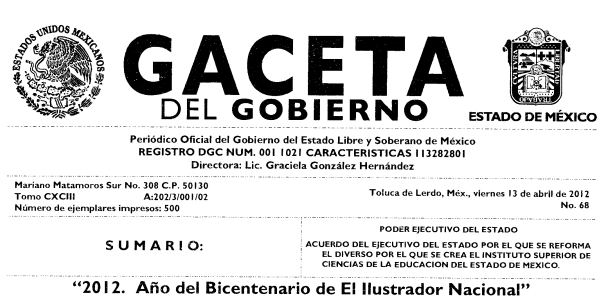 ESTADOS UNIDOS MEXICANOS
GACETA
DEL GOBIERNO
ESTADO DE MÉXICO
Periódico Oficial del Gobierno del Estado Libre y Soberano de México
REGISTRO DGC NUM. 001 1021 CARACTERISTICAS 113282801
Directora: Lic. Graciela González Hernández
Mariano Matamoros Sur No. 308 C.P. 50130
Tomo CXCIII A:202/3/001/02
Número de ejemplares impresos: 500
Toluca de Lerdo, Méx., viernes 13 de abril de 2012
No. 68
SUMARIO:
PODER EJECUTIVO DEL ESTADO
ACUERDO DEL EJECUTIVO DEL ESTADO POR EL QUE SE REFORMA
EL DIVERSO POR EL QUE SE CREA EL INSTITUTO SUPERIOR DE
CIENCIAS DE LA EDUCACION DEL ESTADO DE MEXICO.
"2012. Año del Bicentenario de El Ilustrador Nacional"